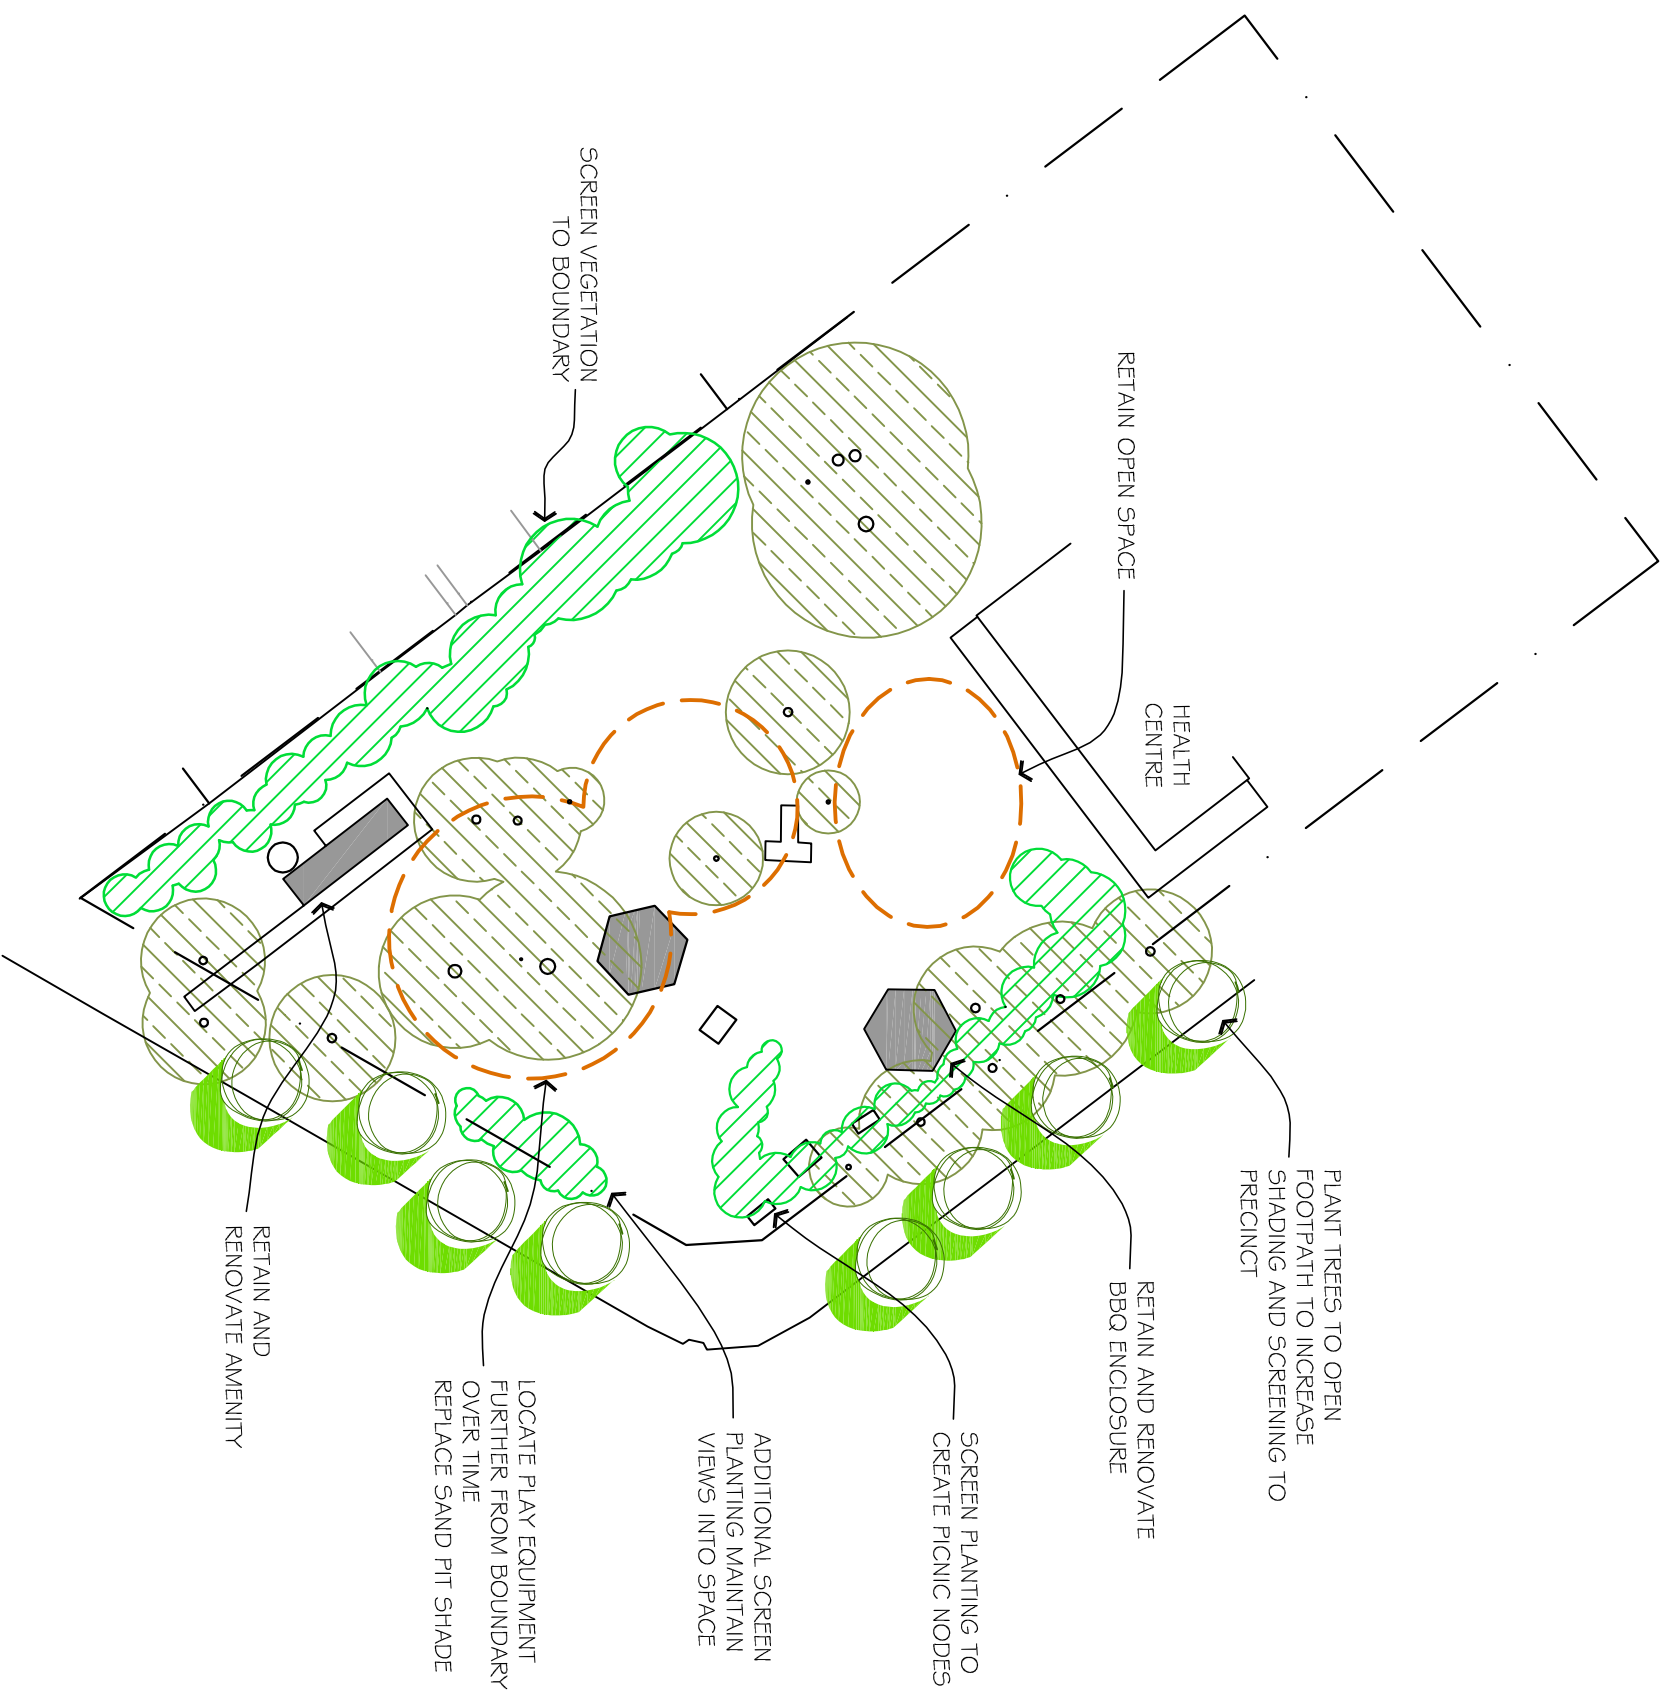 SCREEN VEGETATION
TO BOUNDARY
RETAIN OPEN SPACE
HEALTH
CENTRE
PLANT TREES TO OPEN
FOOTPATH TO INCREASE
SHADING AND SCREENING TO
PRECINCT
RETAIN AND RENOVATE
BBQ ENCLOSURE
SCREEN PLANTING TO
CREATE PICNIC NODES
ADDITIONAL SCREEN
PLANTING MAINTAIN
VIEWS INTO SPACE
LOCATE PLAY EQUIPMENT
FURTHER FROM BOUNDARY
OVER TIME
REPLACE SAND PIT SHADE
RETAIN AND
RENOVATE AMENITY